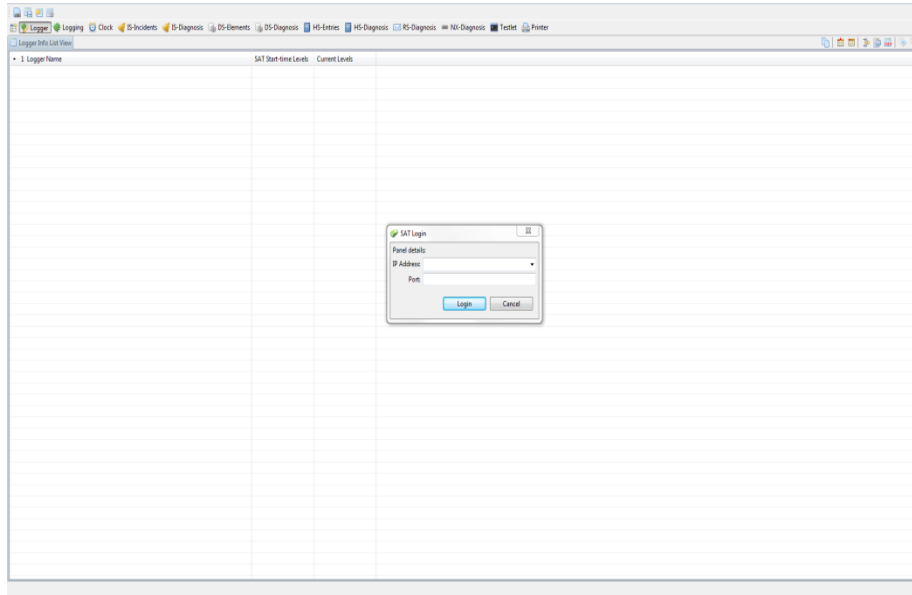 Logger Logging Clock IS-Incidents IS-Diagnosis DS-Elements DS-Diagnosis HS-Entries HS-Diagnosis RS-Diagnosis NX-Diagnosis Testlet Printer
Logger Info List View
1 Logger Name SAT Start-time Levels Current Levels
SAT Login
Panel details:
IP Address:
Port:
Login Cancel